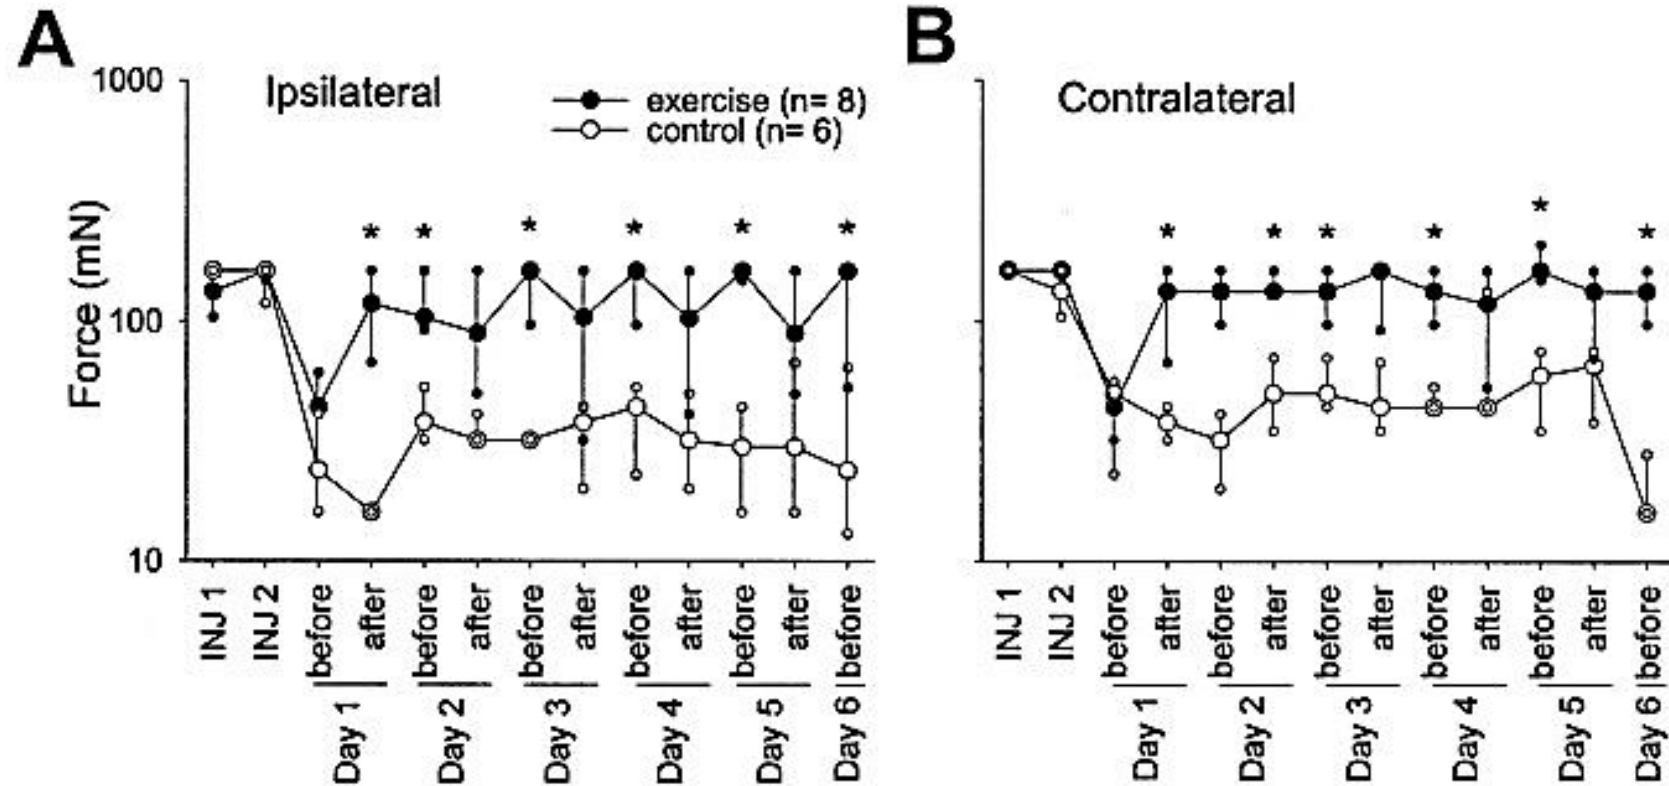 A
B
1000
Ipsilateral
Contralateral
exercise (n= 8)
control (n= 6)
Force (mN)
* * * * * *
* * * * * *
100
10
INJ 1
INJ 2
before
after
before
after
before
after
before
after
before
after
before
Day 1
Day 2
Day 3
Day 4
Day 5
Day 6
INJ 1
INJ 2
before
after
before
after
before
after
before
after
before
after
before
Day 1
Day 2
Day 3
Day 4
Day 5
Day 6